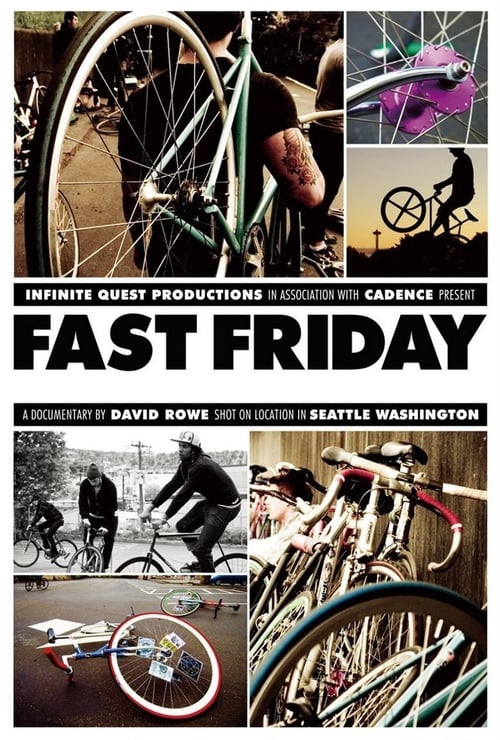 INFINITE QUEST PRODUCTIONS IN ASSOCIATION WITH CADENCE PRESENT
FAST FRIDAY
A DOCUMENTARY BY DAVID ROWE SHOT ON LOCATION IN SEATTLE WASHINGTON